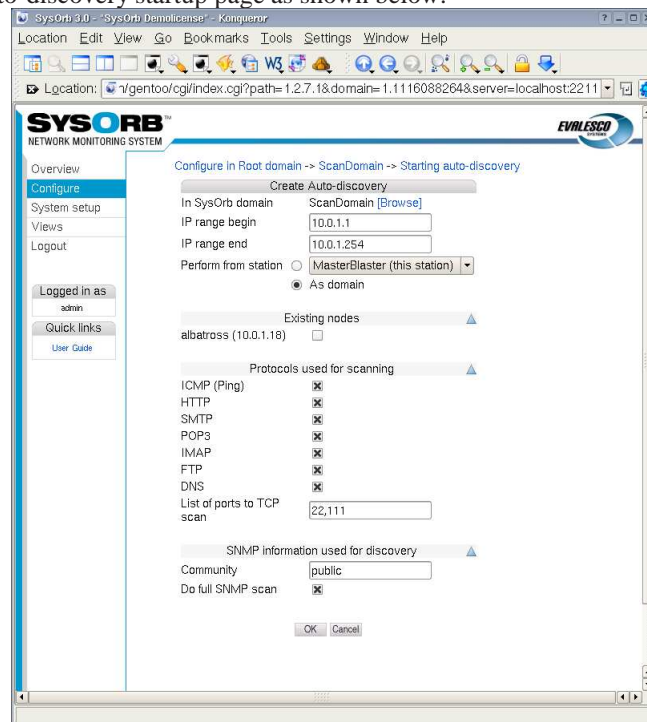 to-discovery startup page as shown below.
SysOrb 3.0 - "SysOrb Demolicense" - Konqueror
Location Edit View Go Bookmarks Tools Settings Window Help
Location: n/gentoo/cgi/index.cgi?path=1.2.7.1&domain=1.1116088264&server=localhost:2211
SYSORB™
NETWORK MONITORING SYSTEM
EVALESCO
SYSTEMS
Configure in Root domain -> ScanDomain -> Starting auto-discovery
Overview
Configure
System setup
Views
Logout
Logged in as
admin
Quick links
User Guide
Create Auto-discovery
In SysOrb domain ScanDomain [Browse]
IP range begin 10.0.1.1
IP range end 10.0.1.254
Perform from station MasterBlaster (this station)
As domain
Existing nodes
albatross (10.0.1.18)
Protocols used for scanning
ICMP (Ping)
HTTP
SMTP
POP3
IMAP
FTP
DNS
List of ports to TCP
scan 22,111
SNMP information used for discovery
Community public
Do full SNMP scan
OK Cancel